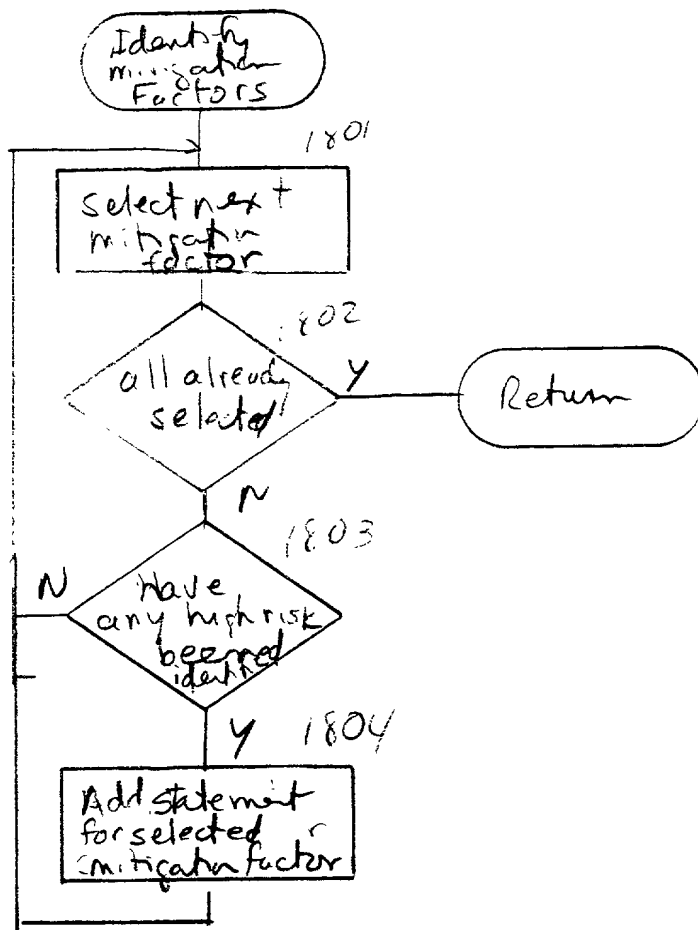 Identify
mitigation
Factors
1801
select next
mitigation
factor
1802
all already
selected
Y
Return
N
1803
Have
any high risk
been
identified
N
Y
1804
Add statement
for selected
mitigation factor